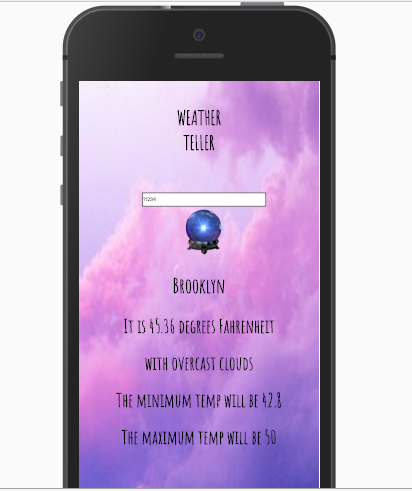 Weather
Teller
11234
Brooklyn
It is 45.36 degrees Fahrenheit
with overcast clouds
The minimum temp will be 42.8
The maximum temp will be 50